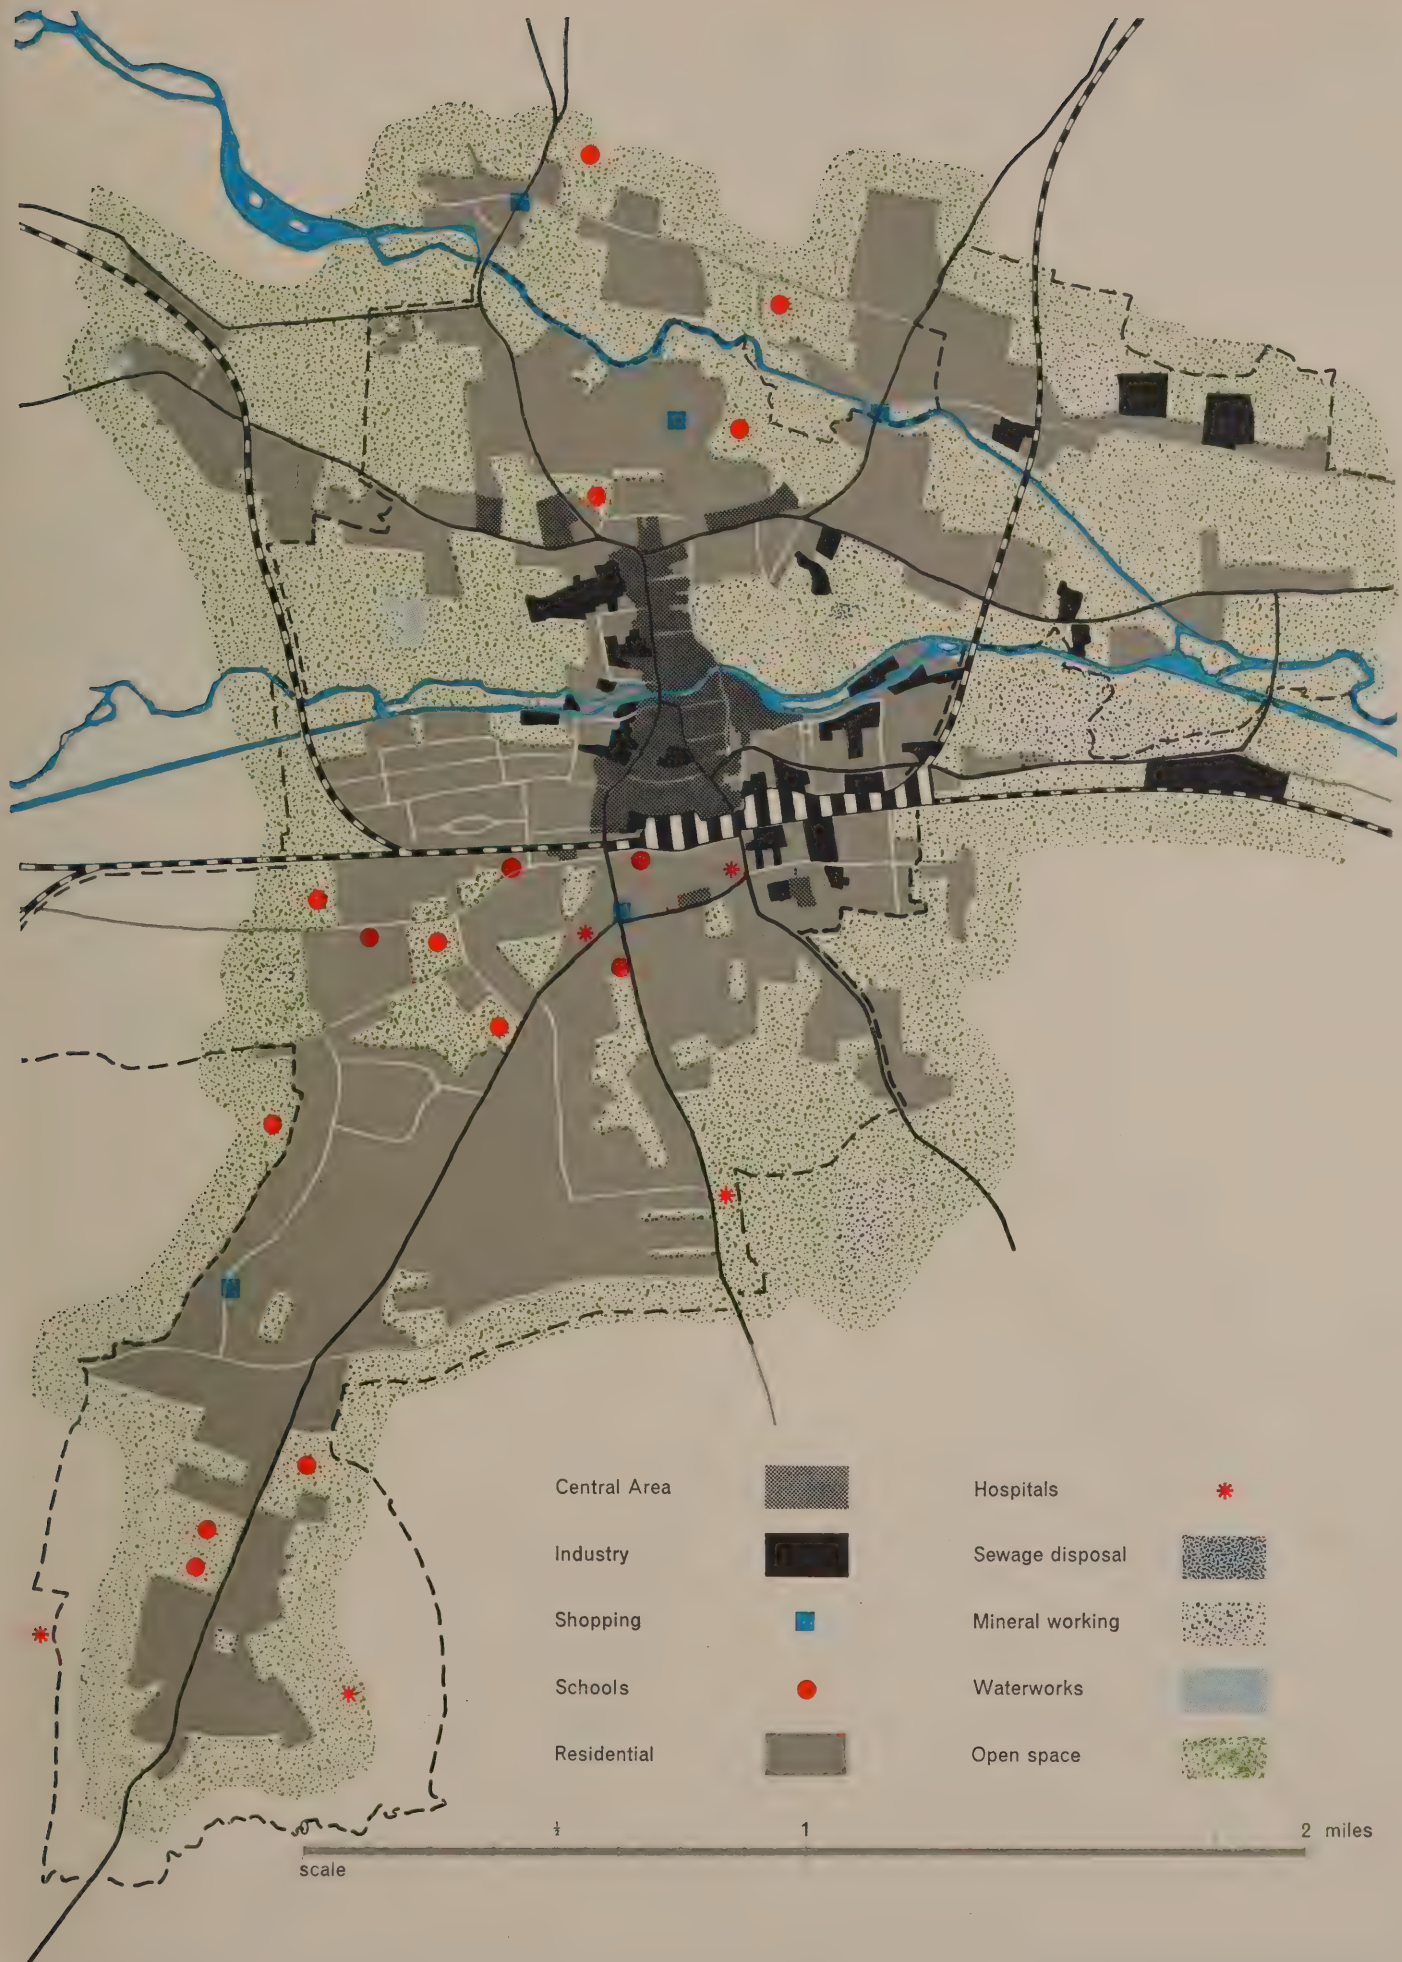 Central Area
Industry
Shopping
Schools
Residential
Hospitals
Sewage disposal
Mineral working
Waterworks
Open space
½ 1 2 miles
scale